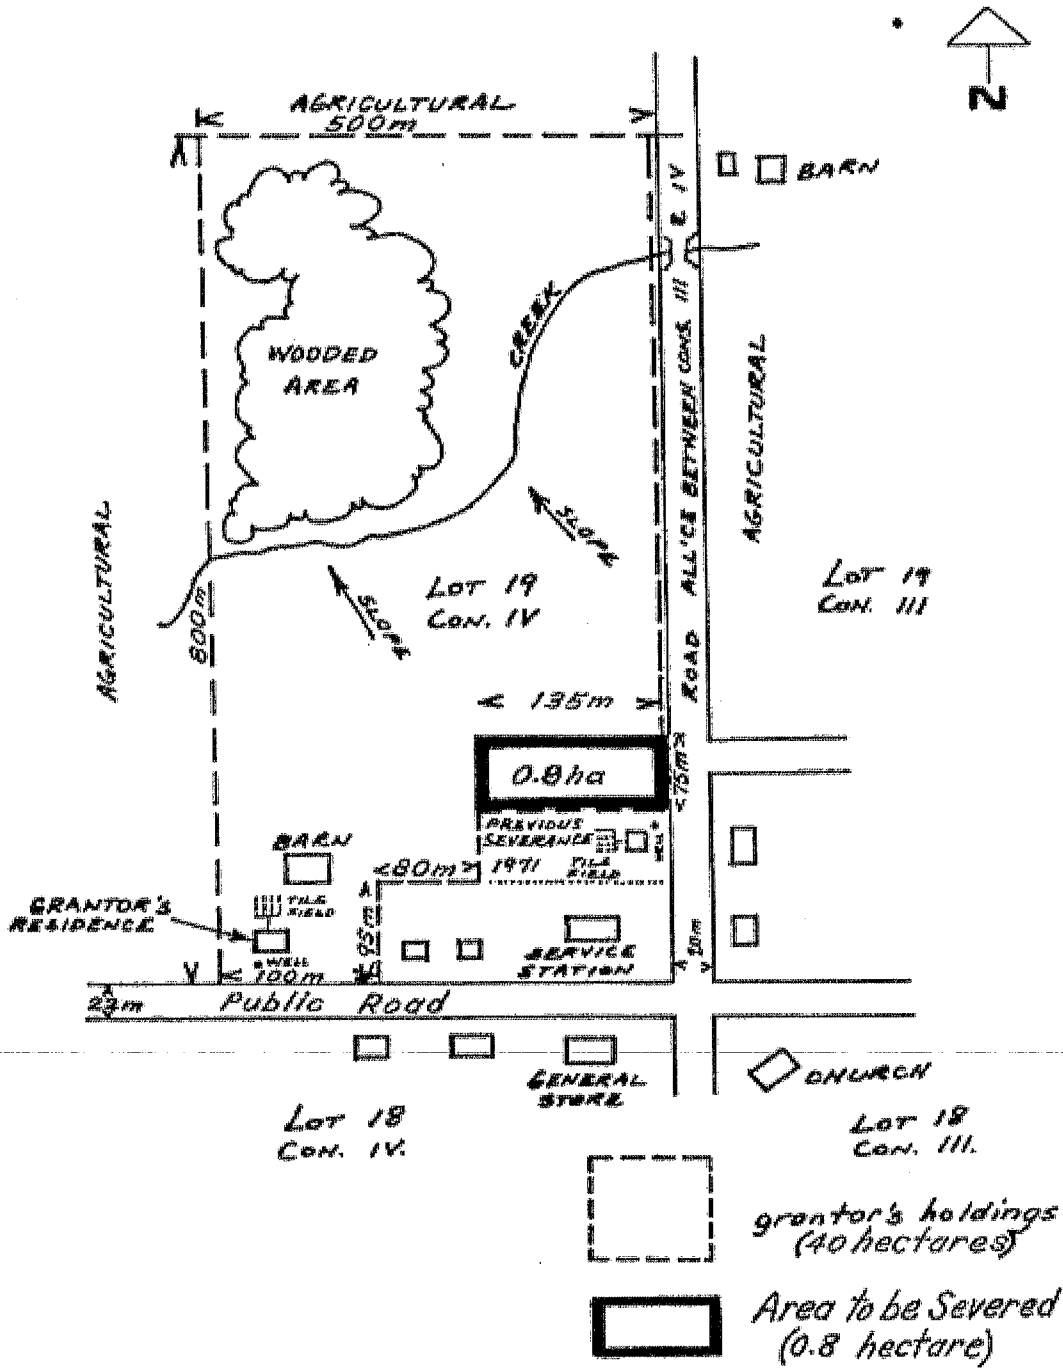 N
AGRICULTURAL
500m
BARN
ROAD ALL'CE BETWEEN CONS. III & IV
CREEK
WOODED
AREA
AGRICULTURAL
SLOPE
AGRICULTURAL
800m
SLOPE
LOT 19
CON. IV
LOT 19
CON. III
135m
0.8ha
75m
PREVIOUS
SEVERANCE
1971
TILE
FIELD
WELL
BARN
80m
GRANTOR'S
RESIDENCE
TILE
FIELD
WELL
95m
100m
SERVICE
STATION
20m
23m
Public Road
GENERAL
STORE
CHURCH
LOT 18
CON. IV.
LOT 18
CON. III.
grantor's holdings
(40 hectares)
Area to be Severed
(0.8 hectare)